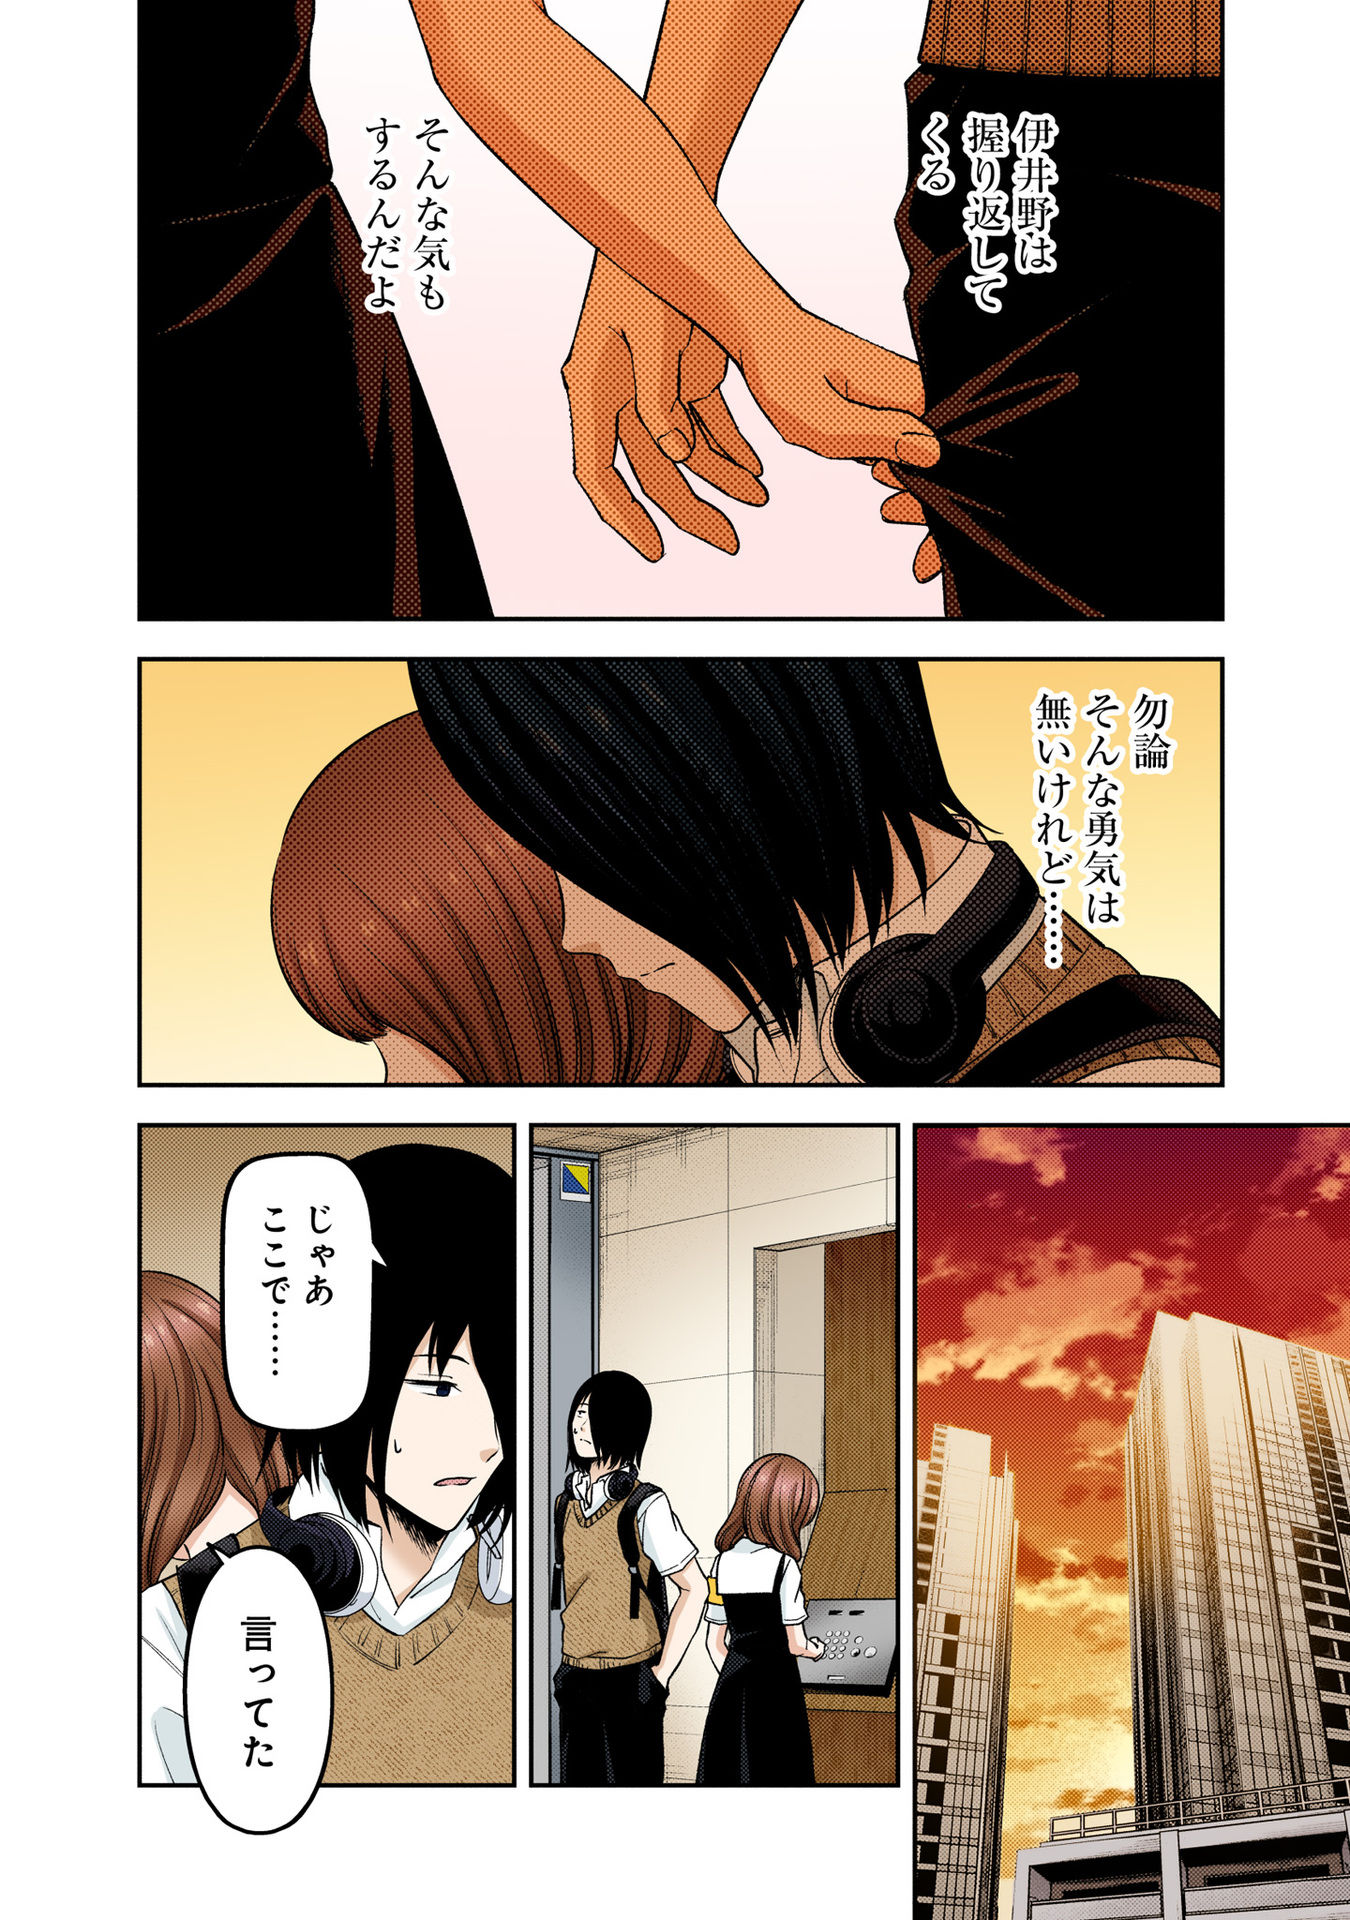 伊井野は
握り返して
くる
そんな気も
するんだよ
勿論
そんな勇気は
無いけれど……
じゃあ
ここで……
言ってた